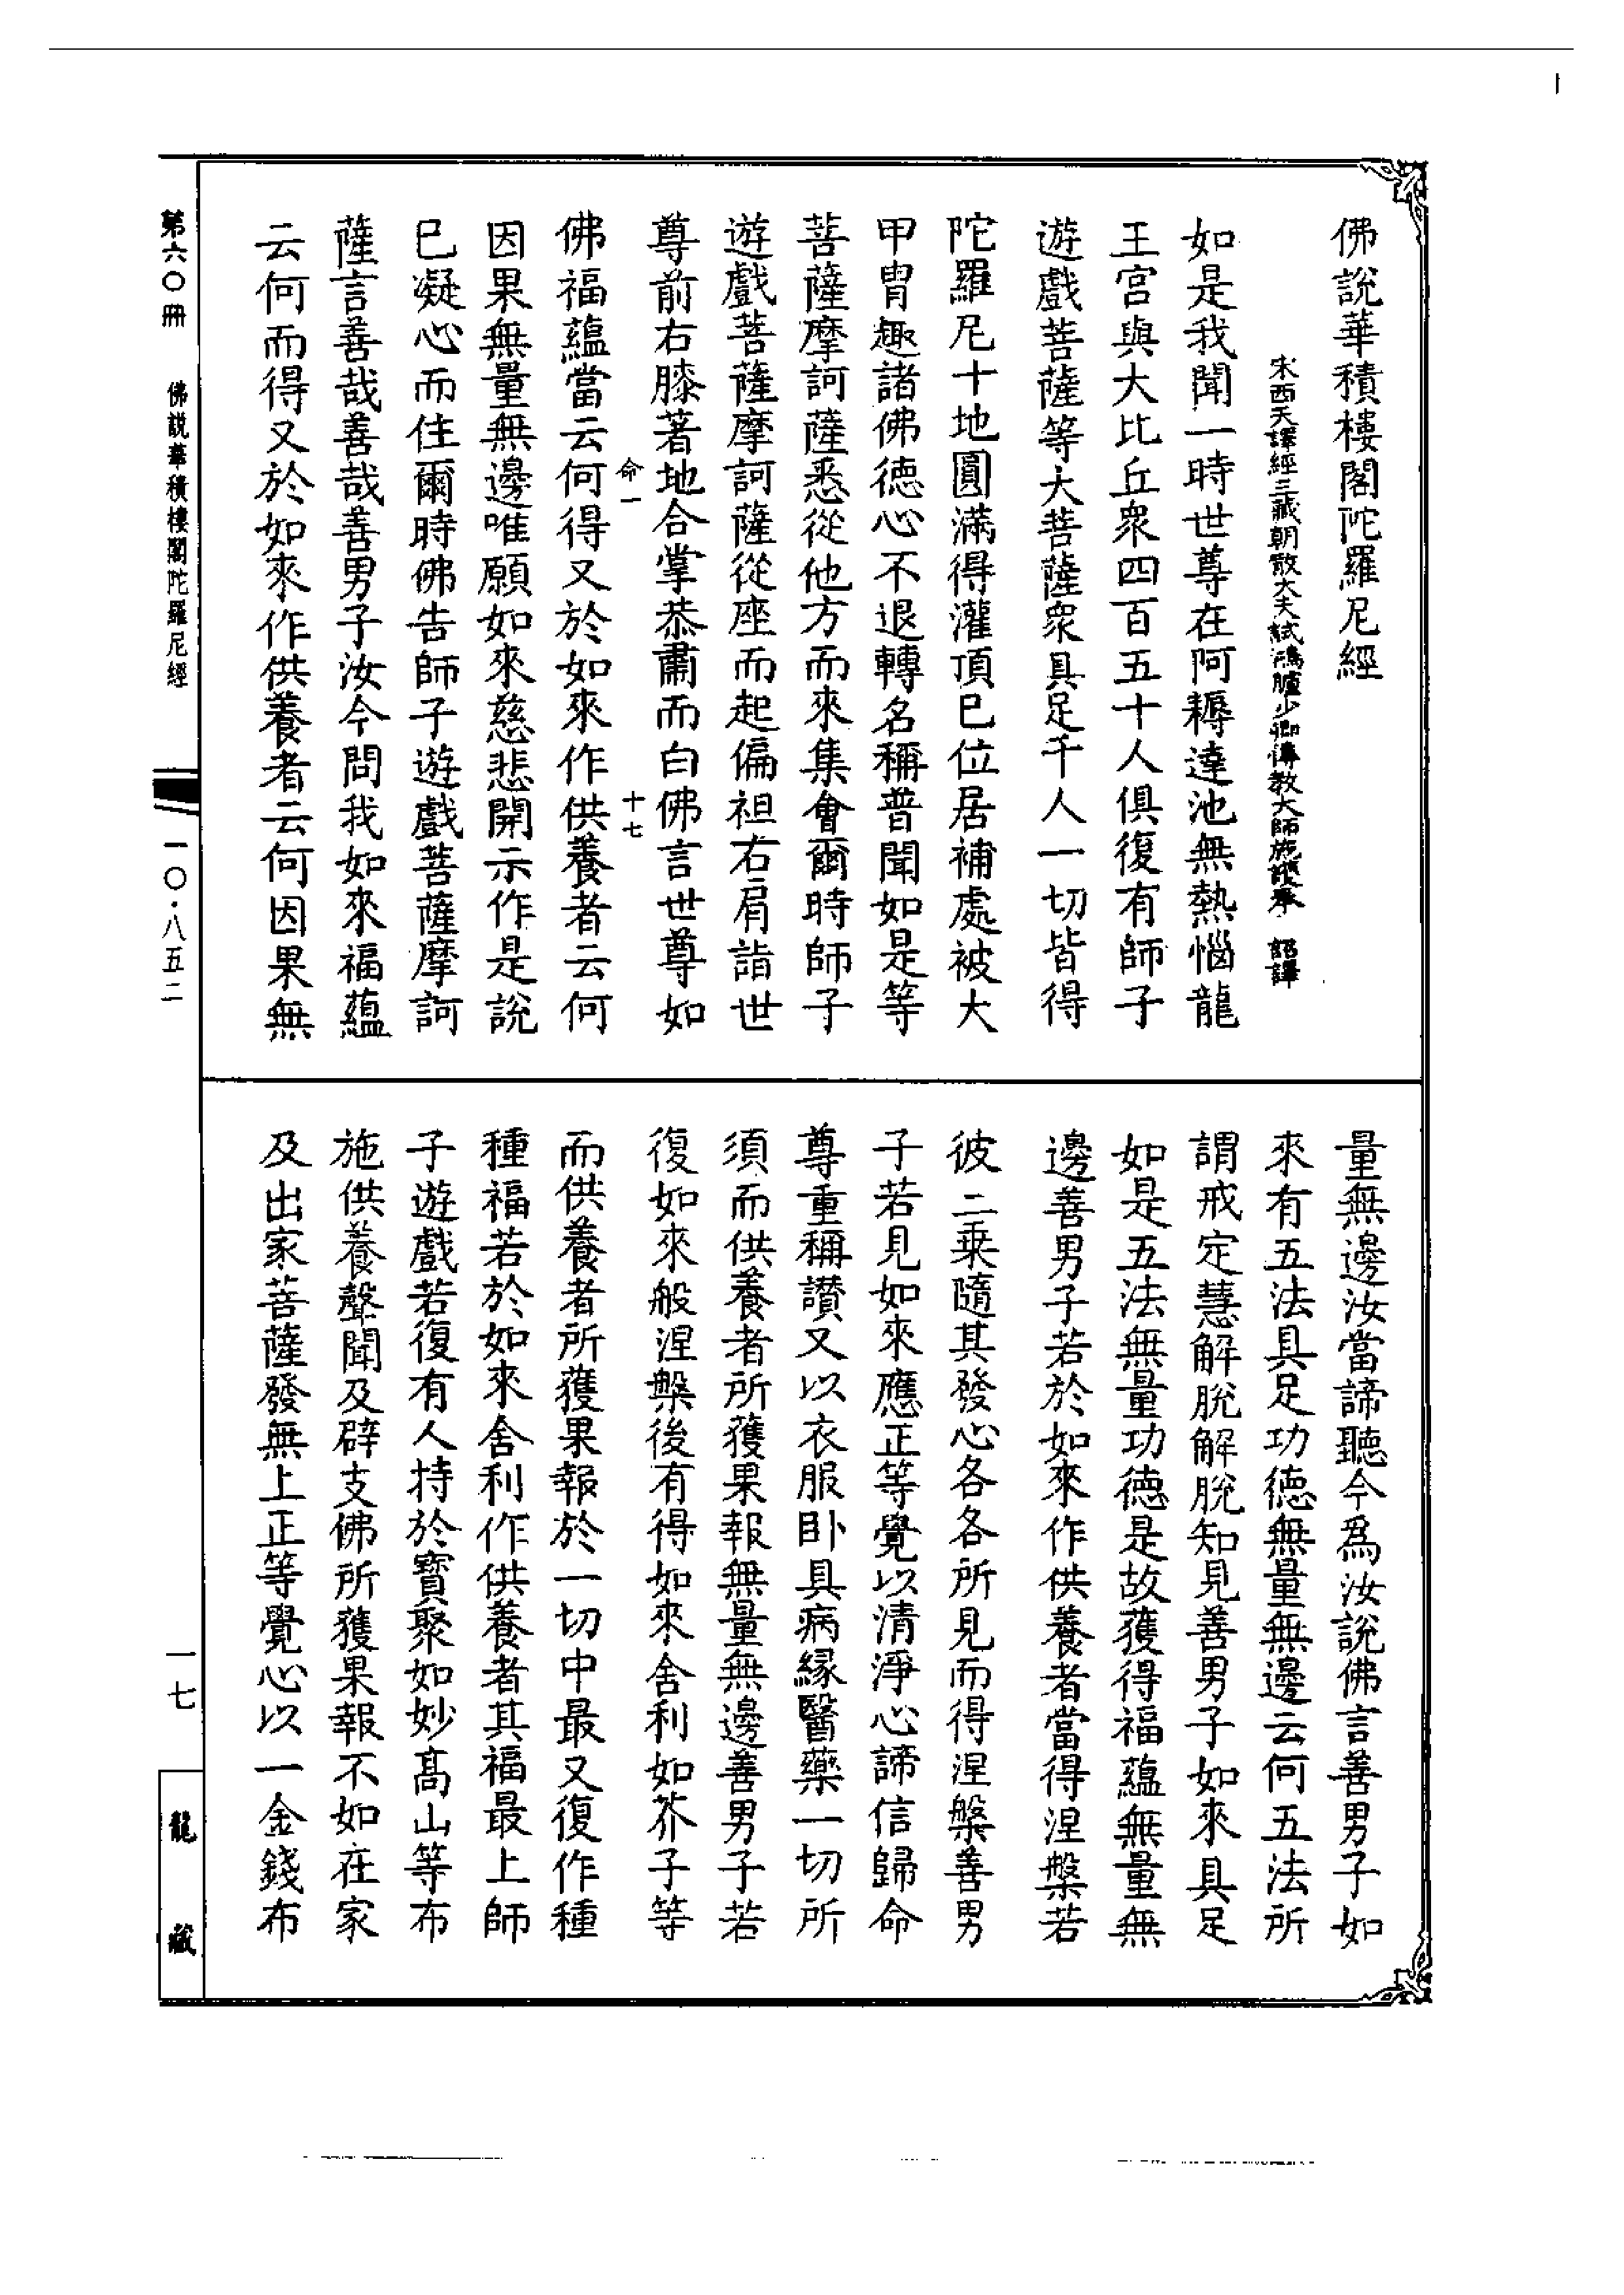 佛說華積樓閣陀羅尼經
宋西天譯經三藏朝散大夫試鴻臚少卿傳教大師施護奉　詔譯
如是我聞一時世尊在阿耨達池無熱惱龍
王宮與大比丘衆四百五十人俱復有師子
遊戲菩薩等大菩薩衆具足千人一切皆得
陀羅尼十地圓滿得灌頂已位居補處被大
甲冑趣諸佛德心不退轉名稱普聞如是等
菩薩摩訶薩悉從他方而來集會爾時師子
遊戲菩薩摩訶薩從座而起偏袒右肩詣世
尊前右膝著地合掌恭肅而白佛言世尊如
命一　十七
佛福蘊當云何得又於如來作供養者云何
因果無量無邊唯願如來慈悲開示作是說
已凝心而住爾時佛告師子遊戲菩薩摩訶
薩言善哉善哉善男子汝今問我如來福蘊
云何而得又於如來作供養者云何因果無
量無邊汝當諦聽今爲汝說佛言善男子如
來有五法具足功德無量無邊云何五法所
謂戒定慧解脫解脫知見善男子如來具足
如是五法無量功德是故獲得福蘊無量無
邊善男子若於如來作供養者當得涅槃若
彼二乗隨其發心各各所見而得涅槃善男
子若見如來應正等覺以清淨心諦信歸命
尊重稱讚又以衣服卧具病緣醫藥一切所
須而供養者所獲果報無量無邊善男子若
復如來般涅槃後有得如來舍利如芥子等
而供養者所獲果報於一切中最又復作種
種福若於如來舍利作供養者其福最上師
子遊戲若復有人持於寶聚如妙高山等布
施供養聲聞及辟支佛所獲果報不如在家
及出家菩薩發無上正等覺心以一金錢布
第六〇冊　佛說華積樓閣陀羅尼經　一〇・八五二　一七　龍藏